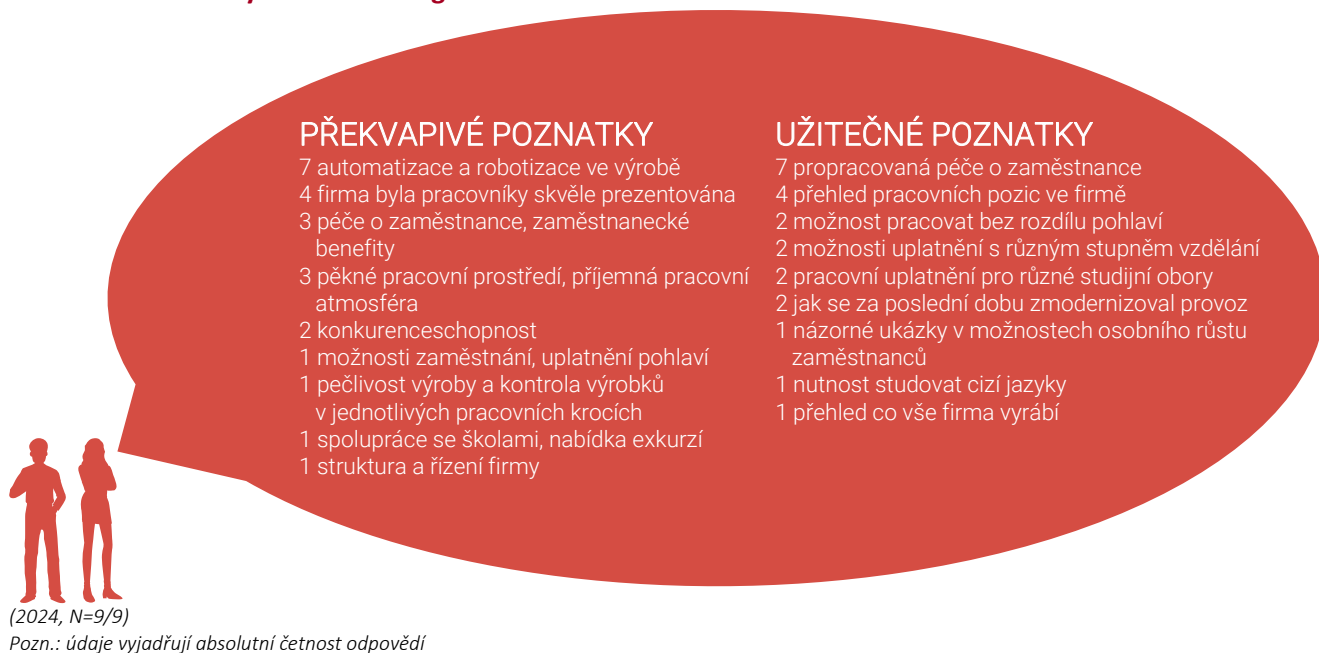 PŘEKVAPIVÉ POZNATKY
7 automatizace a robotizace ve výrobě
4 firma byla pracovníky skvěle prezentována
3 péče o zaměstnance, zaměstnanecké
benefity
3 pěkné pracovní prostředí, příjemná pracovní
atmosféra
2 konkurenceschopnost
1 možnosti zaměstnání, uplatnění pohlaví
1 pečlivost výroby a kontrola výrobků
v jednotlivých pracovních krocích
1 spolupráce se školami, nabídka exkurzí
1 struktura a řízení firmy
UŽITEČNÉ POZNATKY
7 propracovaná péče o zaměstnance
4 přehled pracovních pozic ve firmě
2 možnost pracovat bez rozdílu pohlaví
2 možnosti uplatnění s různým stupněm vzdělání
2 pracovní uplatnění pro různé studijní obory
2 jak se za poslední dobu zmodernizoval provoz
1 názorné ukázky v možnostech osobního růstu
zaměstnanců
1 nutnost studovat cizí jazyky
1 přehled co vše firma vyrábí
(2024, N=9/9)
Pozn.: údaje vyjadřují absolutní četnost odpovědí